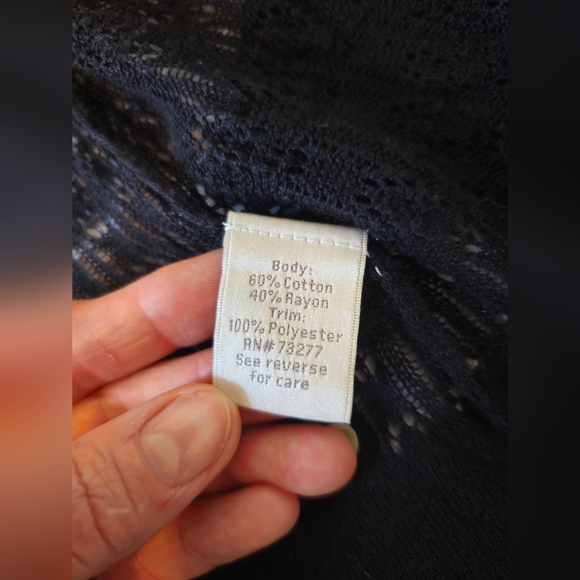 Body:
60% Cotton
40% Rayon
Trim:
100% Polyester
RN# 73277
See reverse
for care